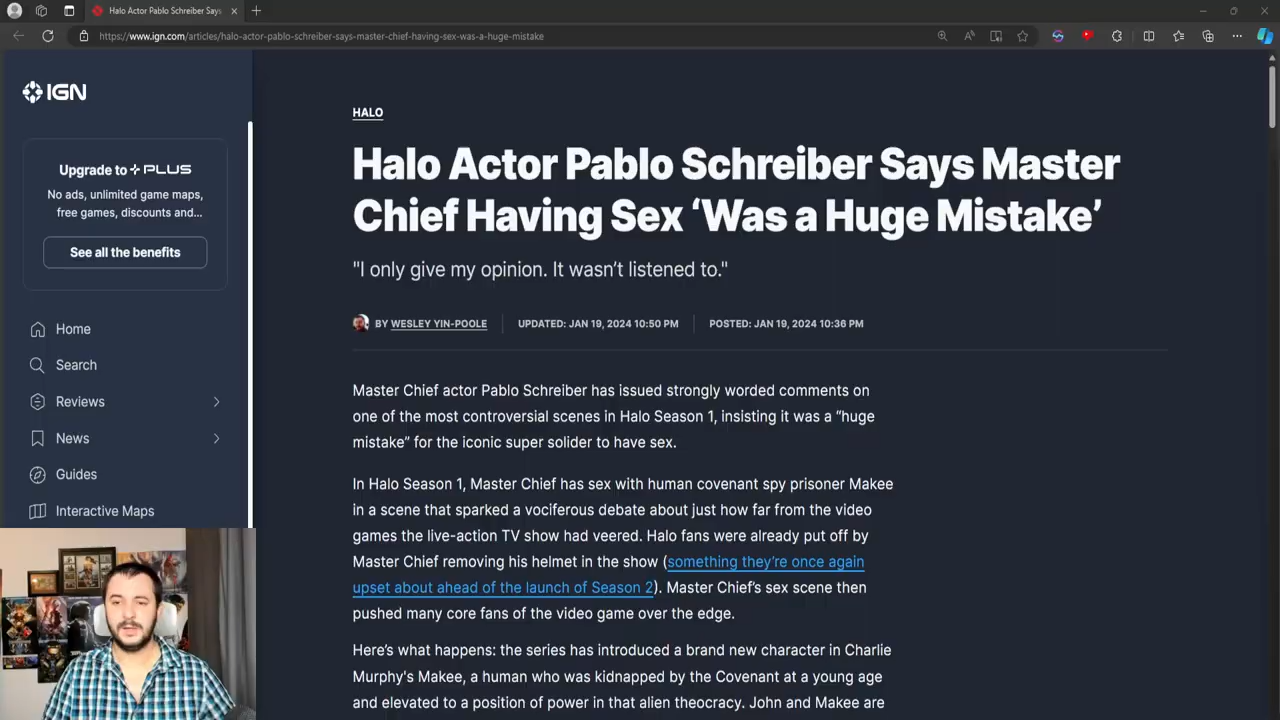 Halo Actor Pablo Schreiber Says
https://www.ign.com/articles/halo-actor-pablo-schreiber-says-master-chief-having-sex-was-a-huge-mistake
IGN
Upgrade to PLUS
No ads, unlimited game maps,
free games, discounts and...
See all the benefits
Home
Search
Reviews
News
Guides
Interactive Maps
HALO
Halo Actor Pablo Schreiber Says Master
Chief Having Sex ‘Was a Huge Mistake’
"I only give my opinion. It wasn’t listened to."
BY WESLEY YIN-POOLE
UPDATED: JAN 19, 2024 10:50 PM
POSTED: JAN 19, 2024 10:36 PM
Master Chief actor Pablo Schreiber has issued strongly worded comments on
one of the most controversial scenes in Halo Season 1, insisting it was a “huge
mistake” for the iconic super solider to have sex.
In Halo Season 1, Master Chief has sex with human covenant spy prisoner Makee
in a scene that sparked a vociferous debate about just how far from the video
games the live-action TV show had veered. Halo fans were already put off by
Master Chief removing his helmet in the show (something they’re once again
upset about ahead of the launch of Season 2). Master Chief’s sex scene then
pushed many core fans of the video game over the edge.
Here’s what happens: the series has introduced a brand new character in Charlie
Murphy's Makee, a human who was kidnapped by the Covenant at a young age
and elevated to a position of power in that alien theocracy. John and Makee are